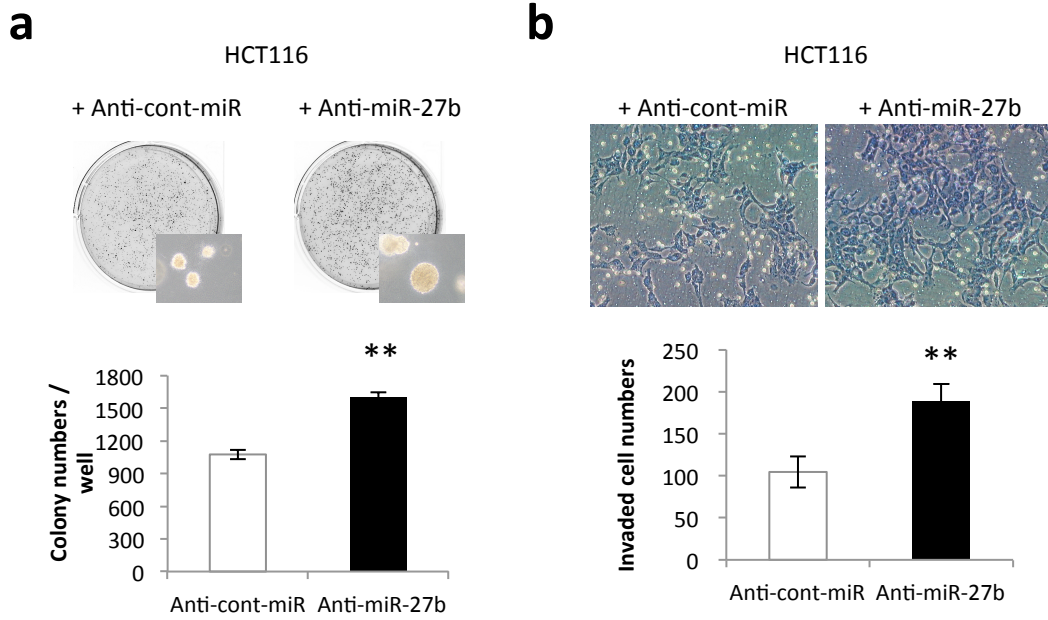 a
HCT116
+ Anti-cont-miR
+ Anti-miR-27b
**
Colony numbers /
well
1800
1500
1200
900
600
300
0
Anti-cont-miR
Anti-miR-27b
b
HCT116
+ Anti-cont-miR
+ Anti-miR-27b
**
Invaded cell numbers
250
200
150
100
50
0
Anti-cont-miR
Anti-miR-27b